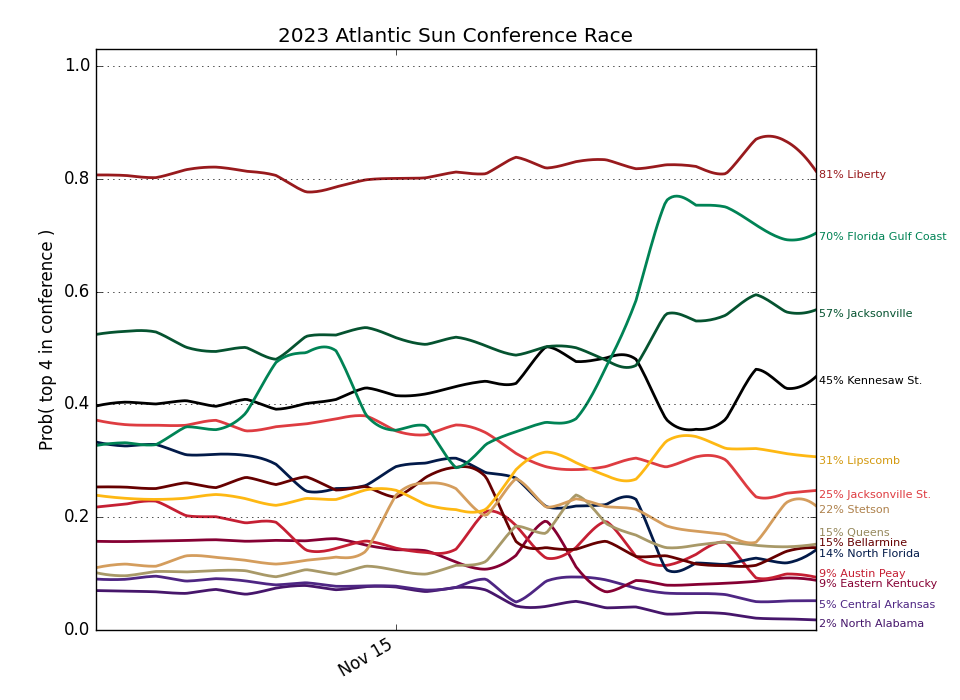 2023 Atlantic Sun Conference Race
Prob( top 4 in conference )
1.0
0.8
0.6
0.4
0.2
0.0
Nov 15
81% Liberty
70% Florida Gulf Coast
57% Jacksonville
45% Kennesaw St.
31% Lipscomb
25% Jacksonville St.
22% Stetson
15% Queens
15% Bellarmine
14% North Florida
9% Austin Peay
9% Eastern Kentucky
5% Central Arkansas
2% North Alabama